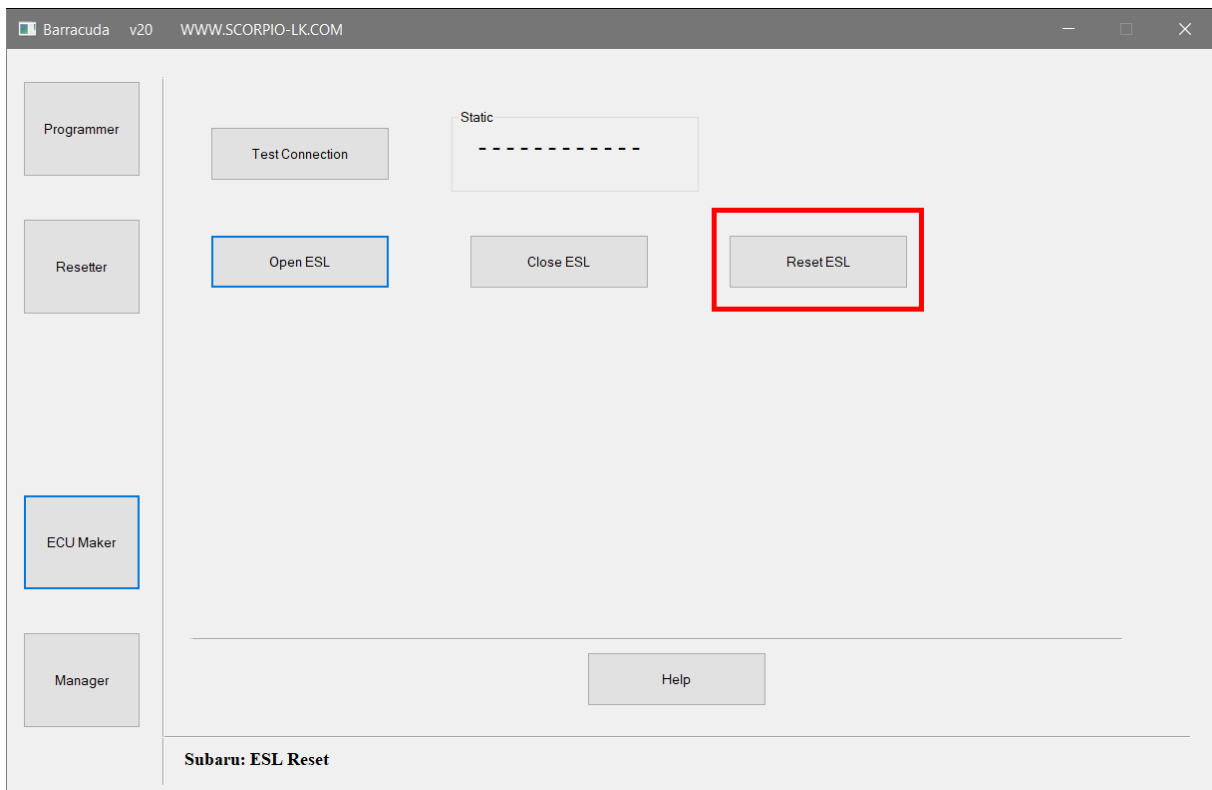 Barracuda v20 WWW.SCORPIO-LK.COM
Programmer
Test Connection
Static
------------
Resetter
Open ESL
Close ESL
Reset ESL
ECU Maker
Manager
Help
Subaru: ESL Reset